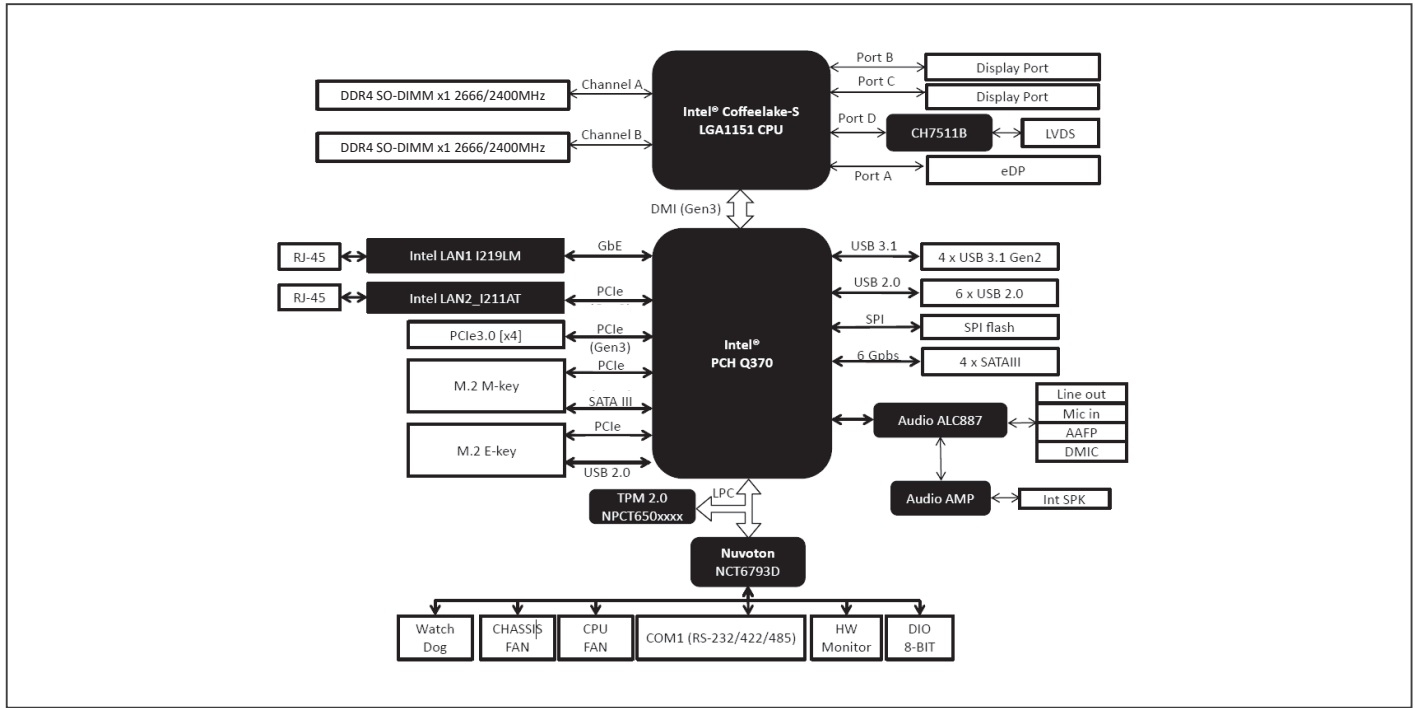 Port B
Display Port
Channel A
Port C
DDR4 SO-DIMM x1 2666/2400MHz
Display Port
Intel® Coffeelake-S
LGA1151 CPU
Port D
CH7511B
LVDS
Channel B
DDR4 SO-DIMM x1 2666/2400MHz
eDP
Port A
DMI (Gen3)
RJ-45
Intel LAN1 I219LM
GbE
USB 3.1
4 x USB 3.1 Gen2
RJ-45
Intel LAN2_I211AT
PCIe
USB 2.0
6 x USB 2.0
PCIe3.0 [x4]
PCIe
(Gen3)
SPI
SPI flash
Intel®
PCH Q370
M.2 M-key
PCIe
SATA III
6 Gpbs
4 x SATAIII
M.2 E-key
PCIe
USB 2.0
Audio ALC887
Line out
Mic in
AAFP
DMIC
Audio AMP
Int SPK
TPM 2.0
NPCT650xxxx
LPC
Nuvoton
NCT6793D
Watch
Dog
CHASSIS
FAN
CPU
FAN
COM1 (RS-232/422/485)
HW
Monitor
DIO
8-BIT